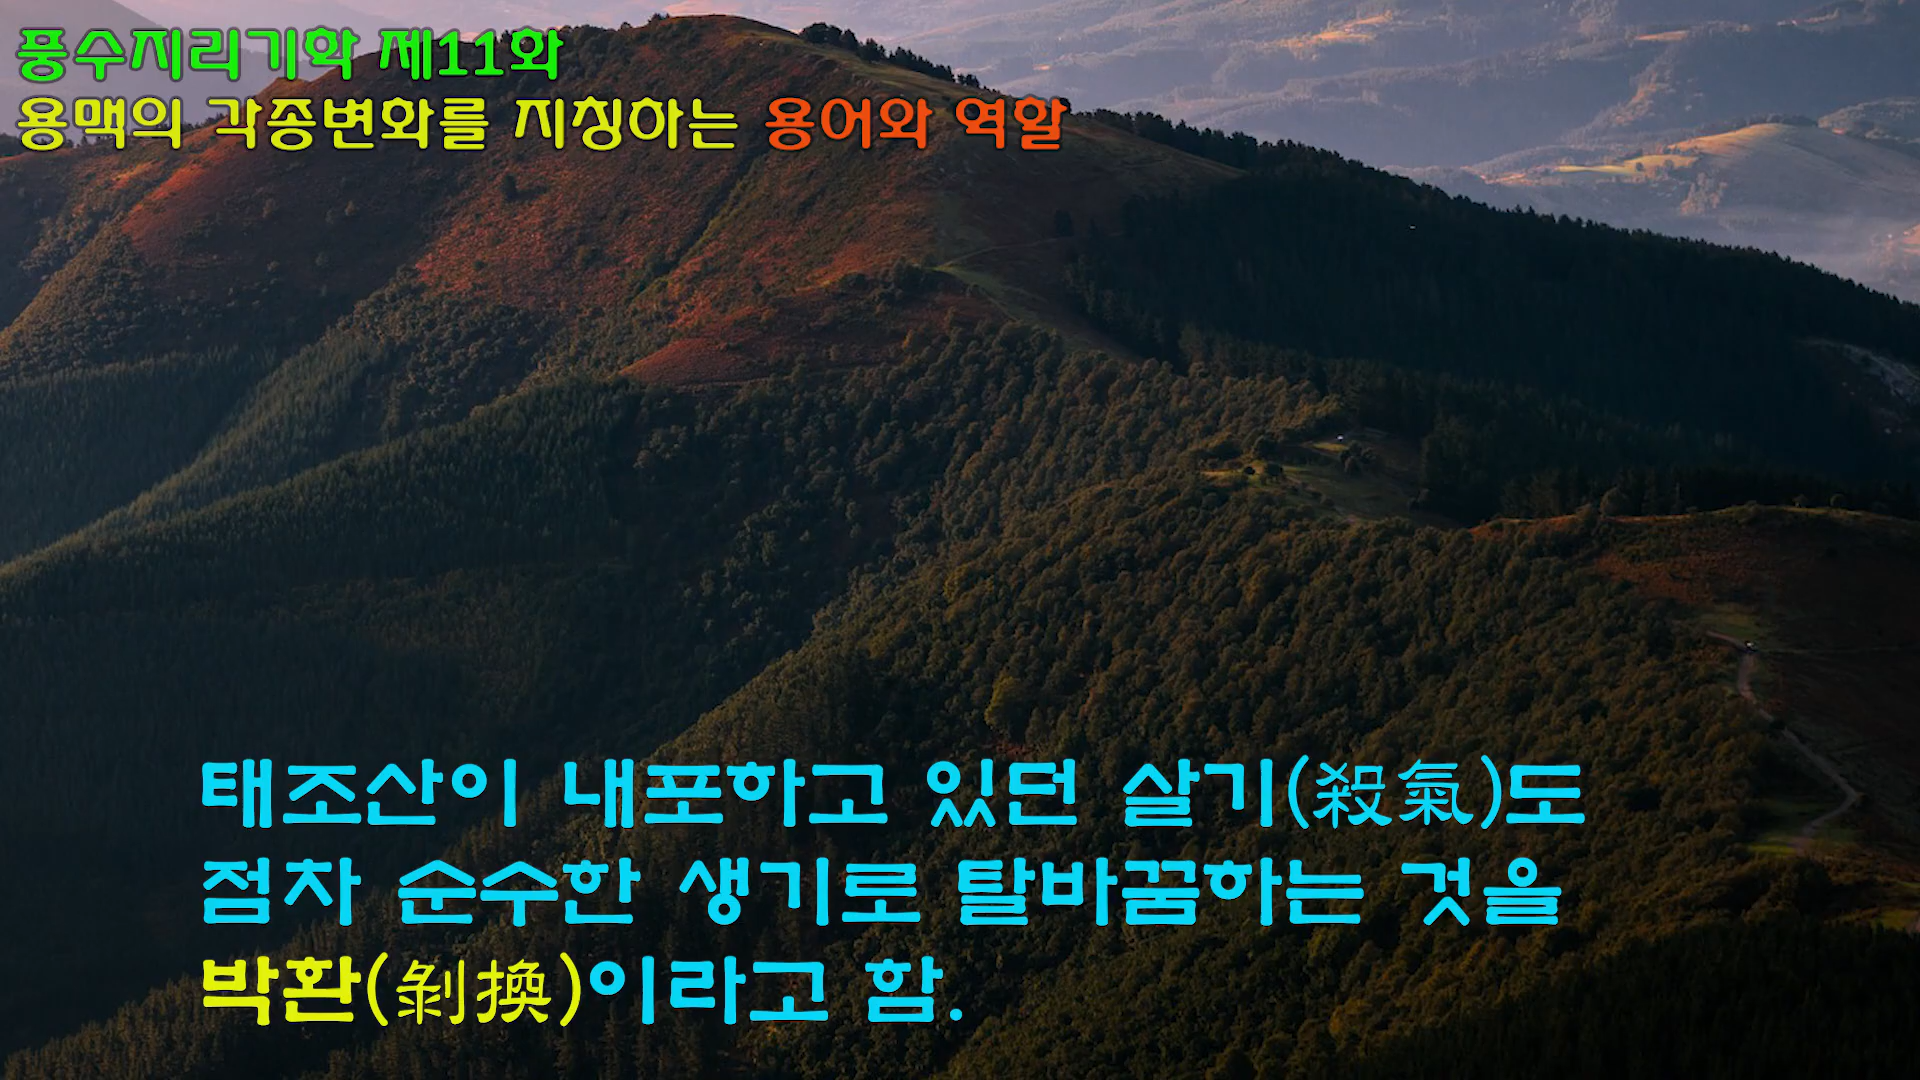 풍수지리기학 제11화
용맥의 각종변화를 지칭하는 용어와 역할
태조산이 내포하고 있던 살기(殺氣)도
점차 순수한 생기로 탈바꿈하는 것을
박환(剝換)이라고 함.